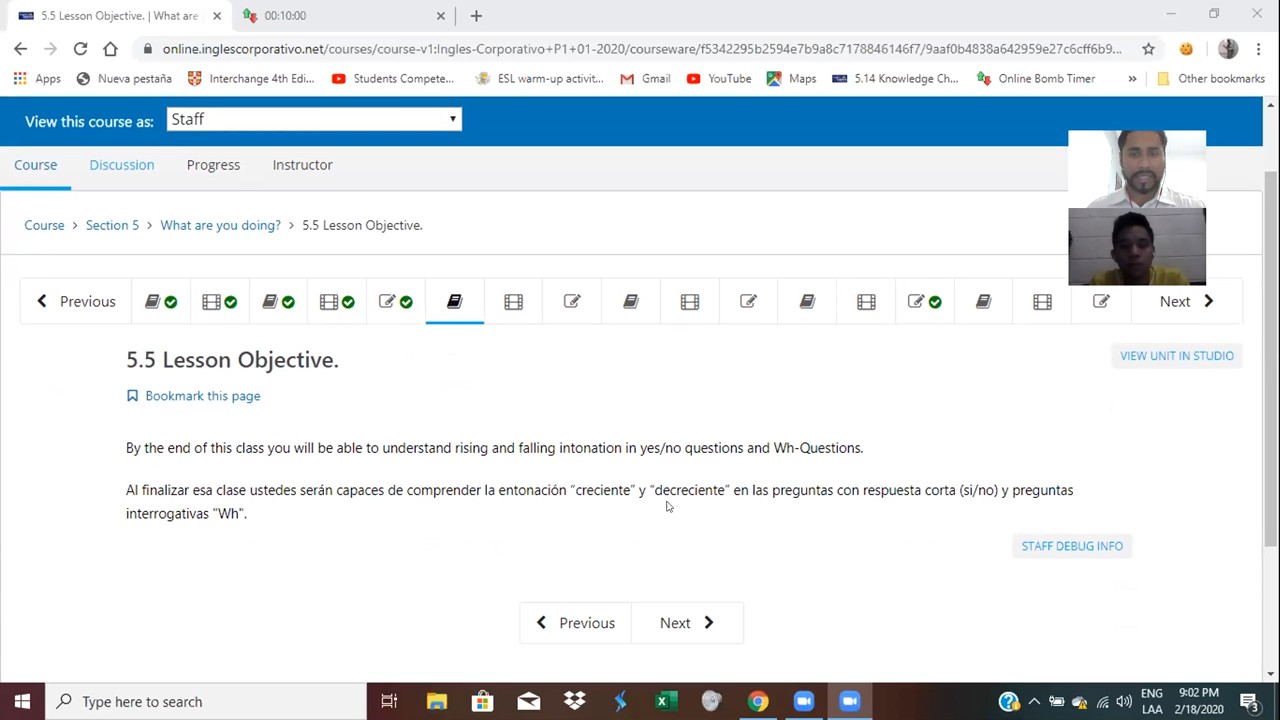 5.5 Lesson Objective. | What are
00:10:00
online.inglescorporativo.net/courses/course-v1:Ingles-Corporativo+P1+01-2020/courseware/f5342295b2594e7b9a8c7178846146f7/9aaf0b4838a642959e27c6cff6b9...
Apps Nueva pestaña Interchange 4th Edi... Students Compete... ESL warm-up activit... Gmail YouTube Maps 5.14 Knowledge Ch... Online Bomb Timer » Other bookmarks
View this course as: Staff
Course Discussion Progress Instructor
Course > Section 5 > What are you doing? > 5.5 Lesson Objective.
Previous Next
5.5 Lesson Objective.
VIEW UNIT IN STUDIO
Bookmark this page
By the end of this class you will be able to understand rising and falling intonation in yes/no questions and Wh-Questions.
Al finalizar esa clase ustedes serán capaces de comprender la entonación “creciente” y “decreciente” en las preguntas con respuesta corta (si/no) y preguntas
interrogativas "Wh".
STAFF DEBUG INFO
Previous Next
Type here to search
ENG 9:02 PM
LAA 2/18/2020
3